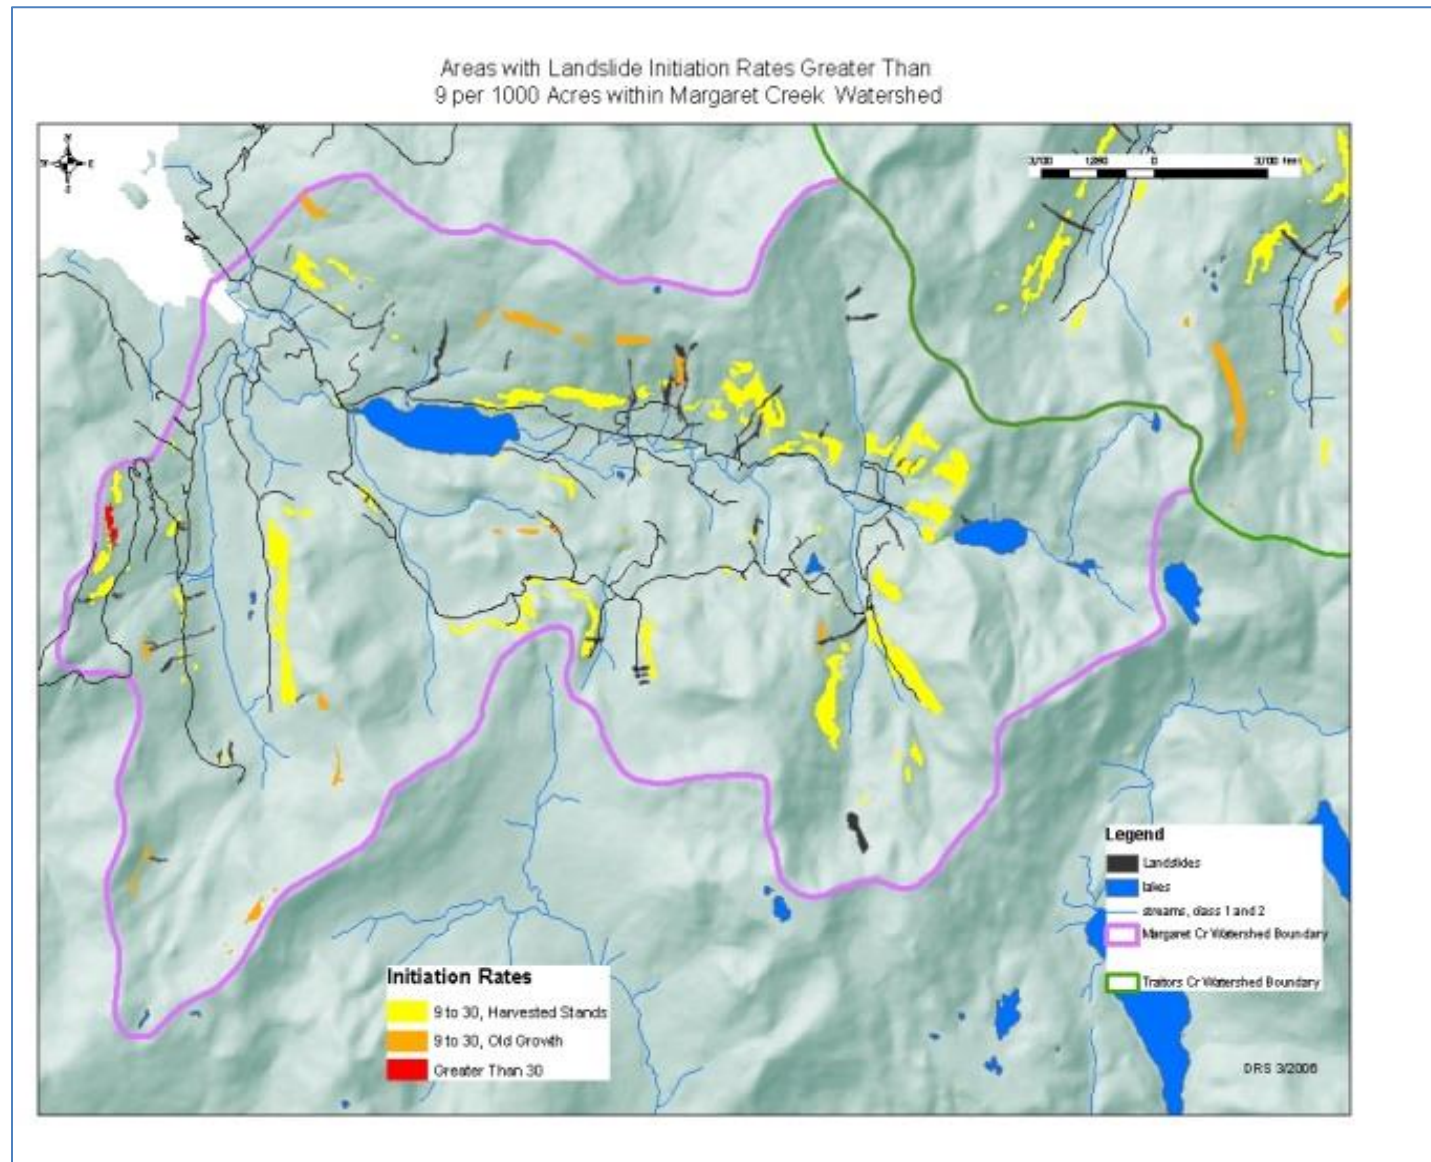 Areas with Landslide Initiation Rates Greater Than
9 per 1000 Acres within Margaret Creek Watershed
N
E
S
0
Legend
Landslides
lakes
streams, class 1 and 2
Margaret Cr Watershed Boundary
Traitors Cr Watershed Boundary
Initiation Rates
9 to 30, Harvested Stands
9 to 30, Old Growth
Greater Than 30
DRS 3/2006